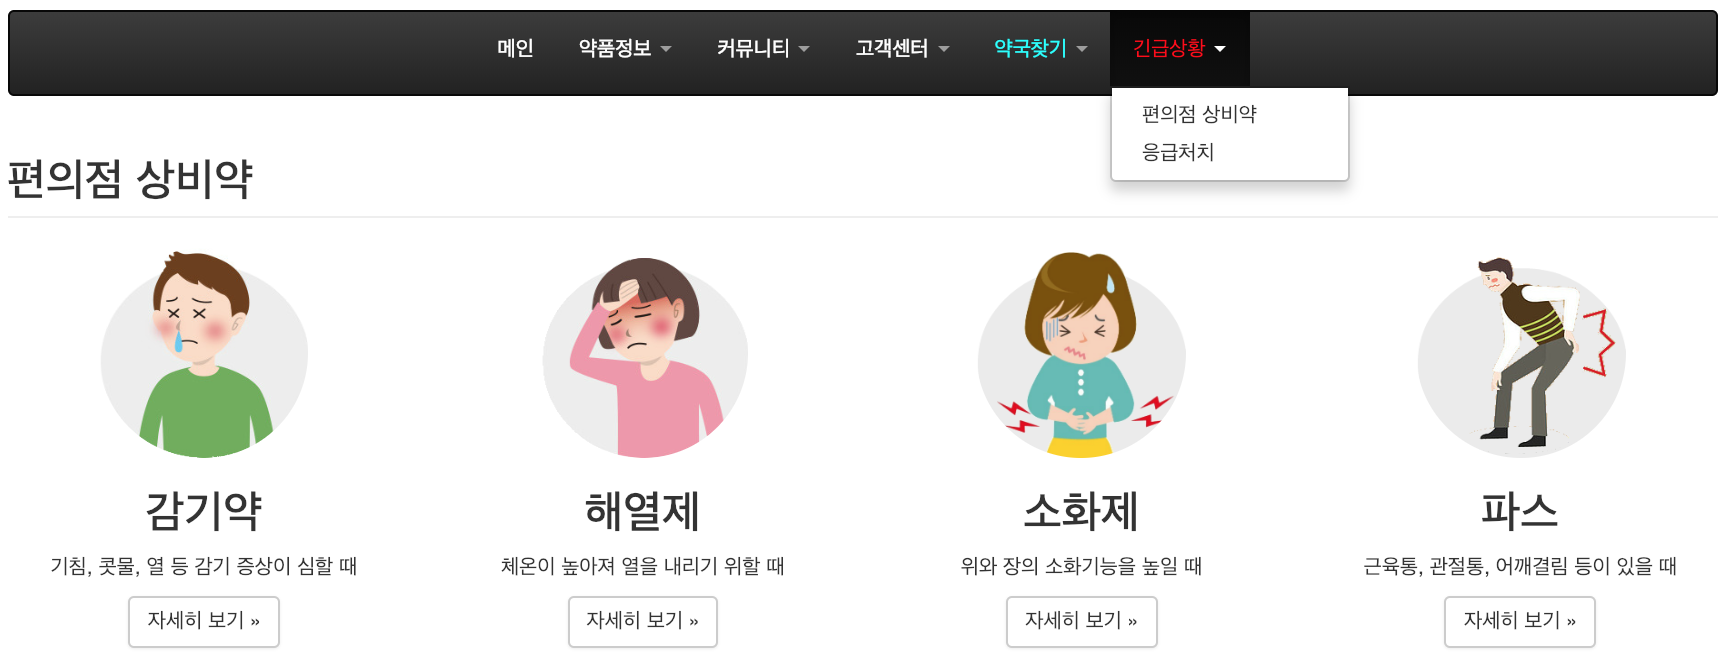 메인 약품정보 커뮤니티 고객센터 약국찾기 긴급상황
편의점 상비약
응급처치
편의점 상비약
감기약 해열제 소화제 파스
기침, 콧물, 열 등 감기 증상이 심할 때 체온이 높아져 열을 내리기 위할 때 위와 장의 소화기능을 높일 때 근육통, 관절통, 어깨결림 등이 있을 때
자세히 보기 » 자세히 보기 » 자세히 보기 » 자세히 보기 »